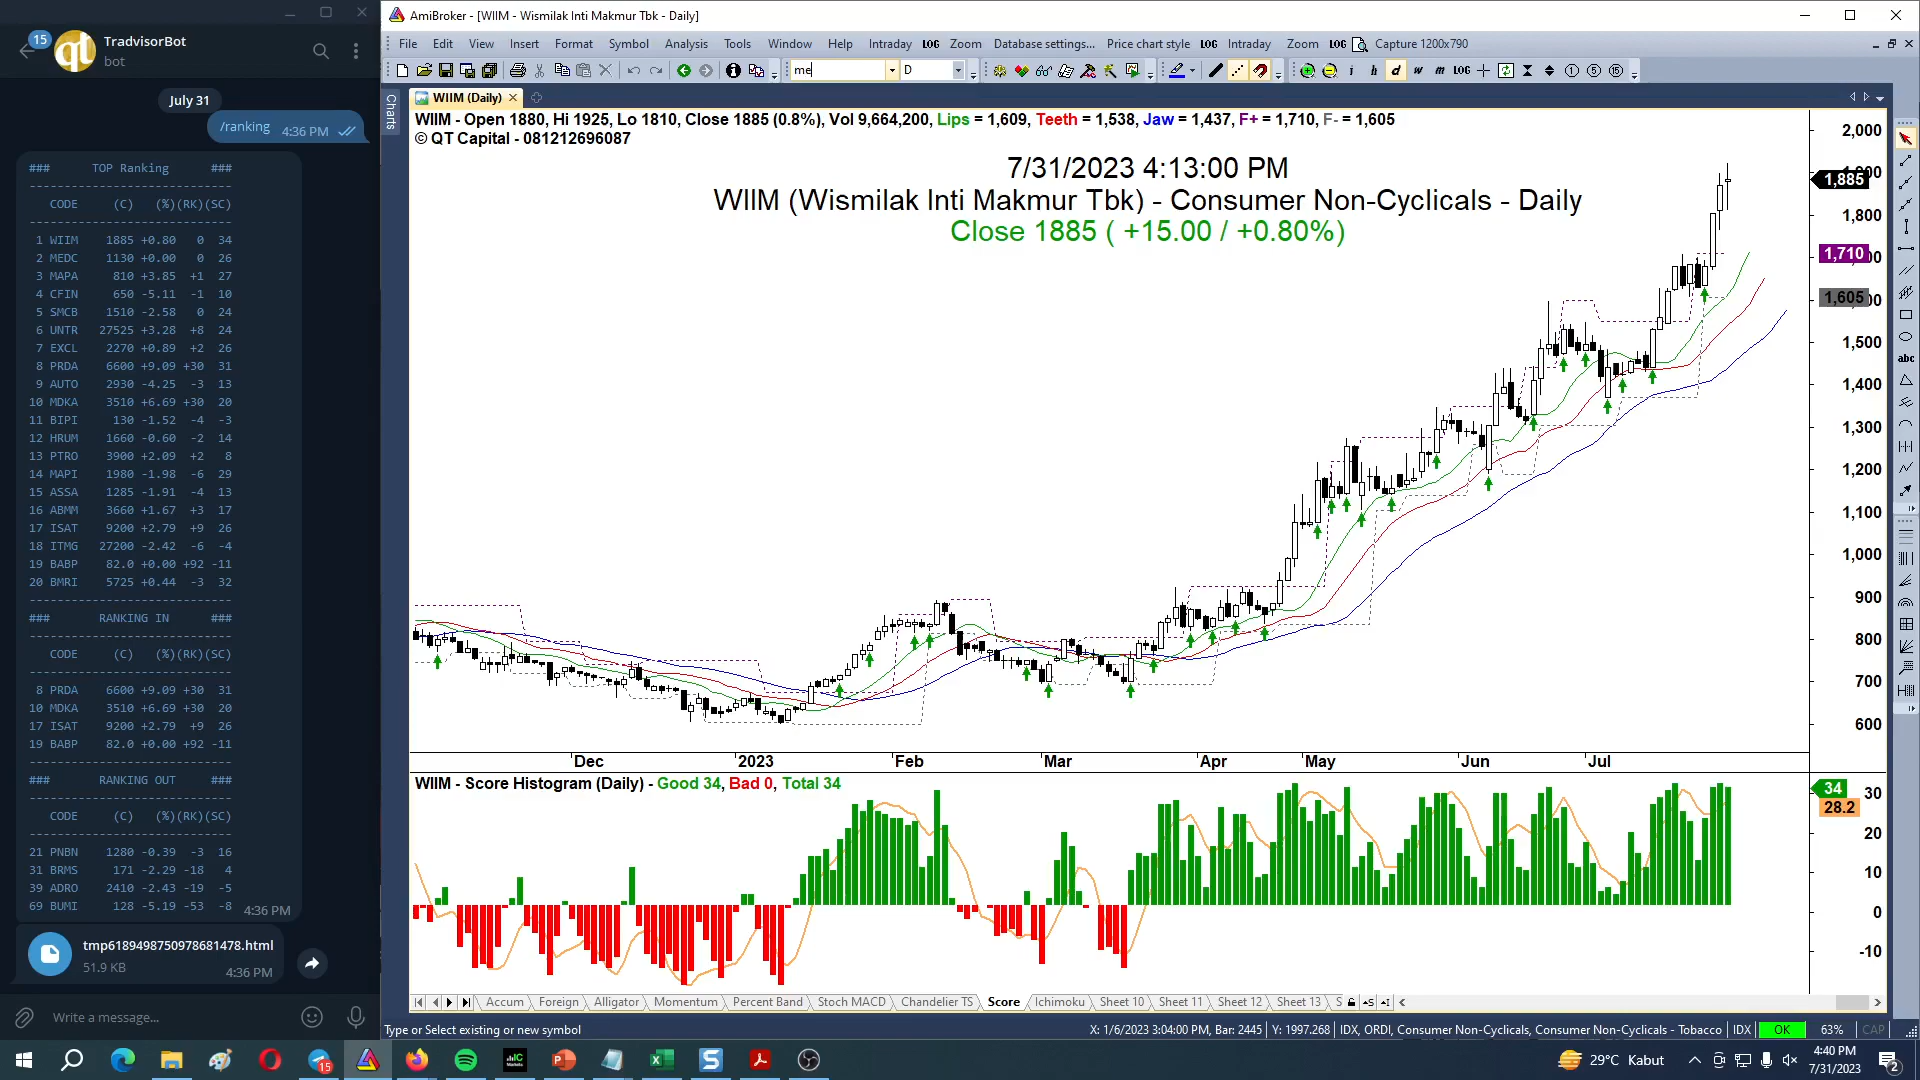 15
TradvisorBot
bot
July 31
/ranking 4:36 PM
### TOP Ranking ###
CODE (C) (%)(RK)(SC)
1 WIIM 1885 +0.80 0 34
2 MEDC 1130 +0.00 0 26
3 MAPA 810 +3.85 +1 27
4 CFIN 650 -5.11 -1 10
5 SMCB 1510 -2.58 0 24
6 UNTR 27525 +3.28 +8 24
7 EXCL 2270 +0.89 +2 26
8 PRDA 6600 +9.09 +30 31
9 AUTO 2930 -4.25 -3 13
10 MDKA 3510 +6.69 +30 20
11 BIPI 130 -1.52 -4 -3
12 HRUM 1660 -0.60 -2 14
13 PTRO 3900 +2.09 +2 8
14 MAPI 1980 -1.98 -6 29
15 ASSA 1285 -1.91 -4 13
16 ABMM 3660 +1.67 +3 17
17 ISAT 9200 +2.79 +9 26
18 ITMG 27200 -2.42 -6 -4
19 BABP 82.0 +0.00 +92 -11
20 BMRI 5725 +0.44 -3 32
### RANKING IN ###
CODE (C) (%)(RK)(SC)
8 PRDA 6600 +9.09 +30 31
10 MDKA 3510 +6.69 +30 20
17 ISAT 9200 +2.79 +9 26
19 BABP 82.0 +0.00 +92 -11
### RANKING OUT ###
CODE (C) (%)(RK)(SC)
21 PNBN 1280 -0.39 -3 16
31 BRMS 171 -2.29 -18 4
39 ADRO 2410 -2.43 -19 -5
69 BUMI 128 -5.19 -53 -8
4:36 PM
tmp6189498750978681478.html
51.9 KB 4:36 PM
Write a message...
AmiBroker - [WIIM - Wismilak Inti Makmur Tbk - Daily]
File Edit View Insert Format Symbol Analysis Tools Window Help Intraday LOG Zoom Database settings... Price chart style LOG Intraday Zoom LOG Capture 1200x790
me D i h d w m LOG 1 5 15
Charts
WIIM (Daily)
WIIM - Open 1880, Hi 1925, Lo 1810, Close 1885 (0.8%), Vol 9,664,200, Lips = 1,609, Teeth = 1,538, Jaw = 1,437, F+ = 1,710, F- = 1,605
© QT Capital - 081212696087
7/31/2023 4:13:00 PM
WIIM (Wismilak Inti Makmur Tbk) - Consumer Non-Cyclicals - Daily
Close 1885 ( +15.00 / +0.80%)
2,000
1,885
1,800
1,710
1,605
1,500
1,400
1,300
1,200
1,100
1,000
900
800
700
600
abc
Dec 2023 Feb Mar Apr May Jun Jul
WIIM - Score Histogram (Daily) - Good 34, Bad 0, Total 34
34
30
28.2
20
10
0
-10
Accum Foreign Alligator Momentum Percent Band Stoch MACD Chandelier TS Score Ichimoku Sheet 10 Sheet 11 Sheet 12 Sheet 13 S
Type or Select existing or new symbol
X: 1/6/2023 3:04:00 PM, Bar: 2445 Y: 1997.268 IDX, ORDI, Consumer Non-Cyclicals, Consumer Non-Cyclicals - Tobacco IDX OK 63% CAP
15
29°C Kabut
4:40 PM
7/31/2023
2